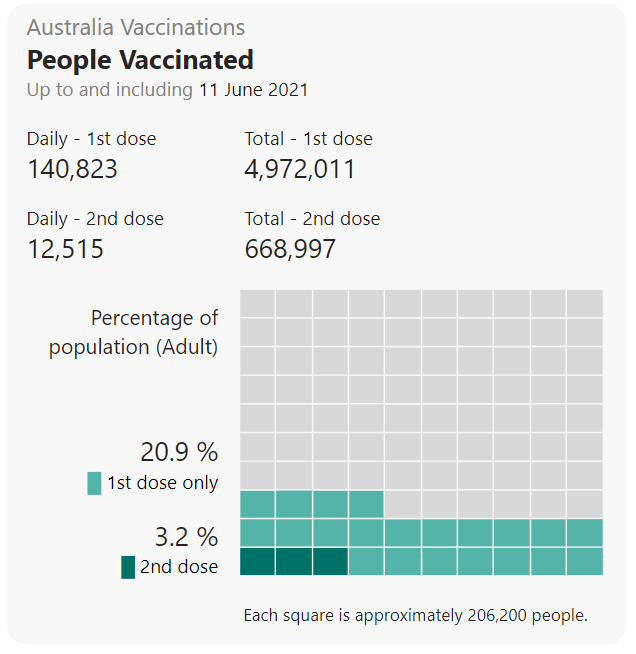 Australia Vaccinations
People Vaccinated
Up to and including 11 June 2021
Daily - 1st dose
140,823
Total - 1st dose
4,972,011
Daily - 2nd dose
12,515
Total - 2nd dose
668,997
Percentage of
population (Adult)
20.9 %
1st dose only
3.2 %
2nd dose
Each square is approximately 206,200 people.